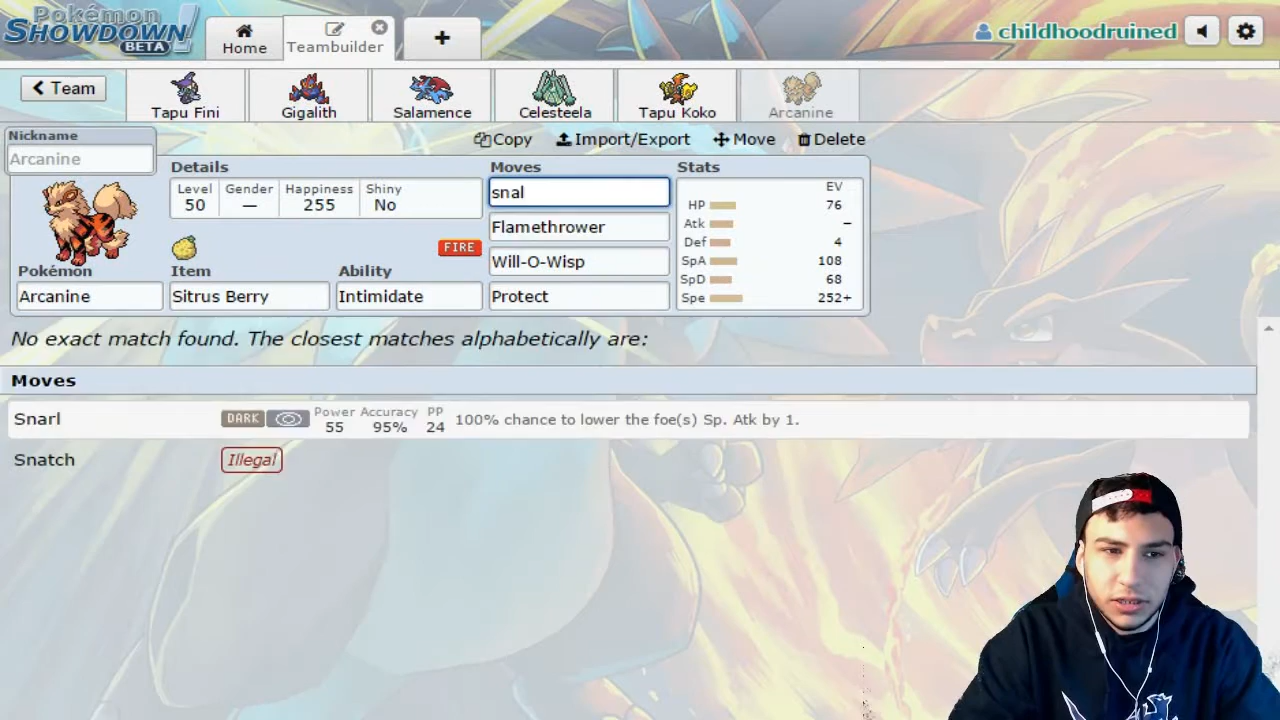 Pokémon
SHOWDOWN!
BETA
Home
Teambuilder
+
childhoodruined
Team
Tapu Fini
Gigalith
Salamence
Celesteela
Tapu Koko
Arcanine
Copy
Import/Export
Move
Delete
Nickname
Arcanine
Details
Level
50
Gender
—
Happiness
255
Shiny
No
FIRE
Pokémon
Arcanine
Item
Sitrus Berry
Ability
Intimidate
Moves
snal
Flamethrower
Will-O-Wisp
Protect
Stats
EV
HP 76
Atk –
Def 4
SpA 108
SpD 68
Spe 252+
No exact match found. The closest matches alphabetically are:
Moves
Snarl DARK Power 55 Accuracy 95% PP 24 100% chance to lower the foe(s) Sp. Atk by 1.
Snatch Illegal